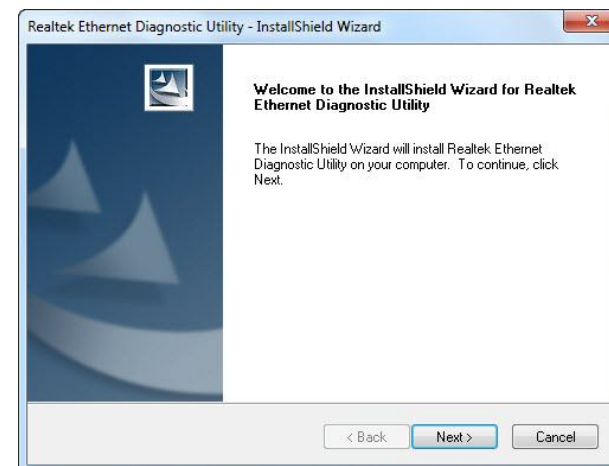 Realtek Ethernet Diagnostic Utility - InstallShield Wizard
Welcome to the InstallShield Wizard for Realtek
Ethernet Diagnostic Utility
The InstallShield Wizard will install Realtek Ethernet
Diagnostic Utility on your computer. To continue, click
Next.
< Back Next > Cancel